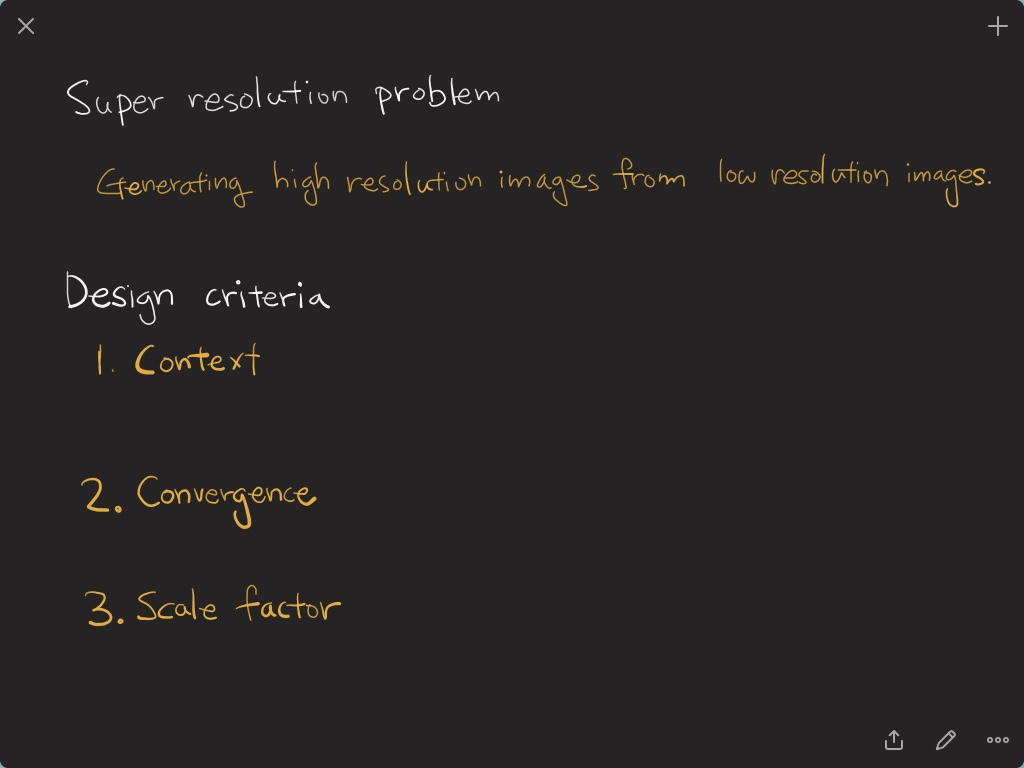 Super resolution problem
Generating high resolution images from low resolution images.
Design criteria
1. Context
2. Convergence
3. Scale factor